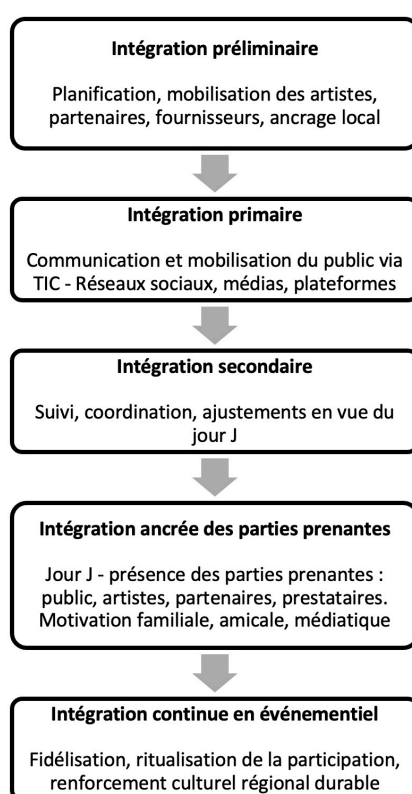 Intégration préliminaire
Planification, mobilisation des artistes,
partenaires, fournisseurs, ancrage local
Intégration primaire
Communication et mobilisation du public via
TIC - Réseaux sociaux, médias, plateformes
Intégration secondaire
Suivi, coordination, ajustements en vue du
jour J
Intégration ancrée des parties prenantes
Jour J - présence des parties prenantes :
public, artistes, partenaires, prestataires.
Motivation familiale, amicale, médiatique
Intégration continue en événementiel
Fidélisation, ritualisation de la participation,
renforcement culturel régional durable